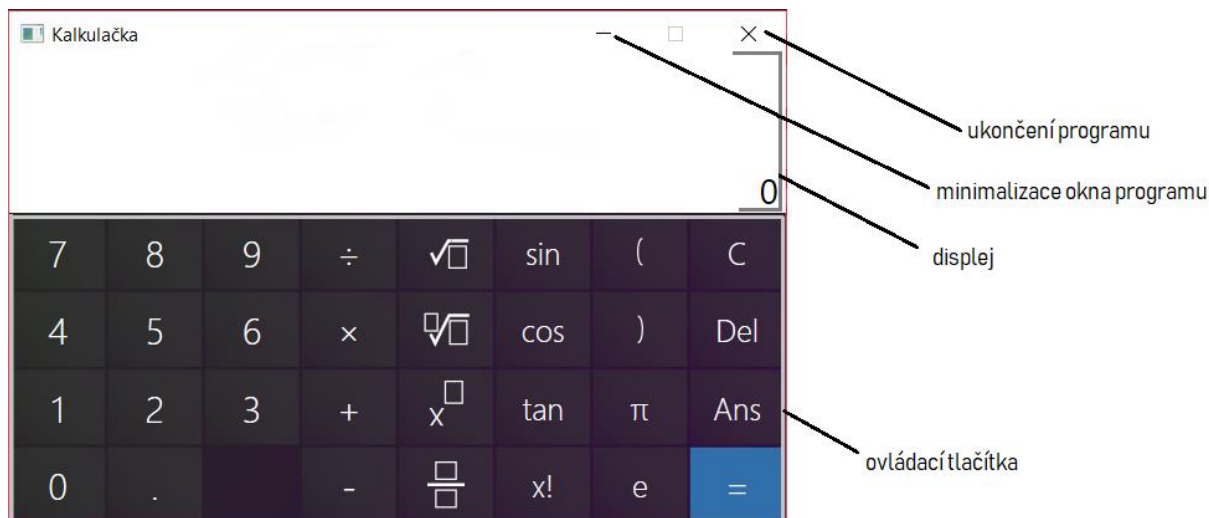 Kalkulačka
ukončení programu
minimalizace okna programu
0
displej
7 8 9 ÷ √□ sin ( C
4 5 6 × □√□ cos ) Del
1 2 3 + x□ tan π Ans
ovládací tlačítka
0 . - □/□ x! e =